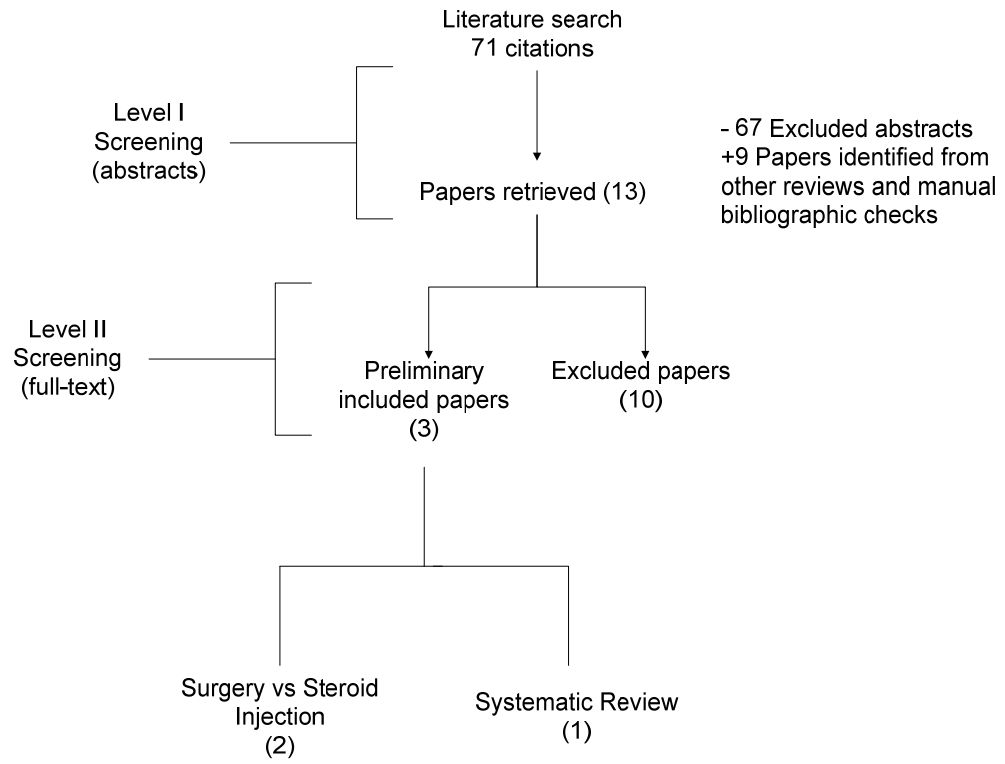 Literature search
71 citations
Level I
Screening
(abstracts)
- 67 Excluded abstracts
+9 Papers identified from
other reviews and manual
bibliographic checks
Papers retrieved (13)
Level II
Screening
(full-text)
Preliminary
included papers
(3)
Excluded papers
(10)
Surgery vs Steroid
Injection
(2)
Systematic Review
(1)